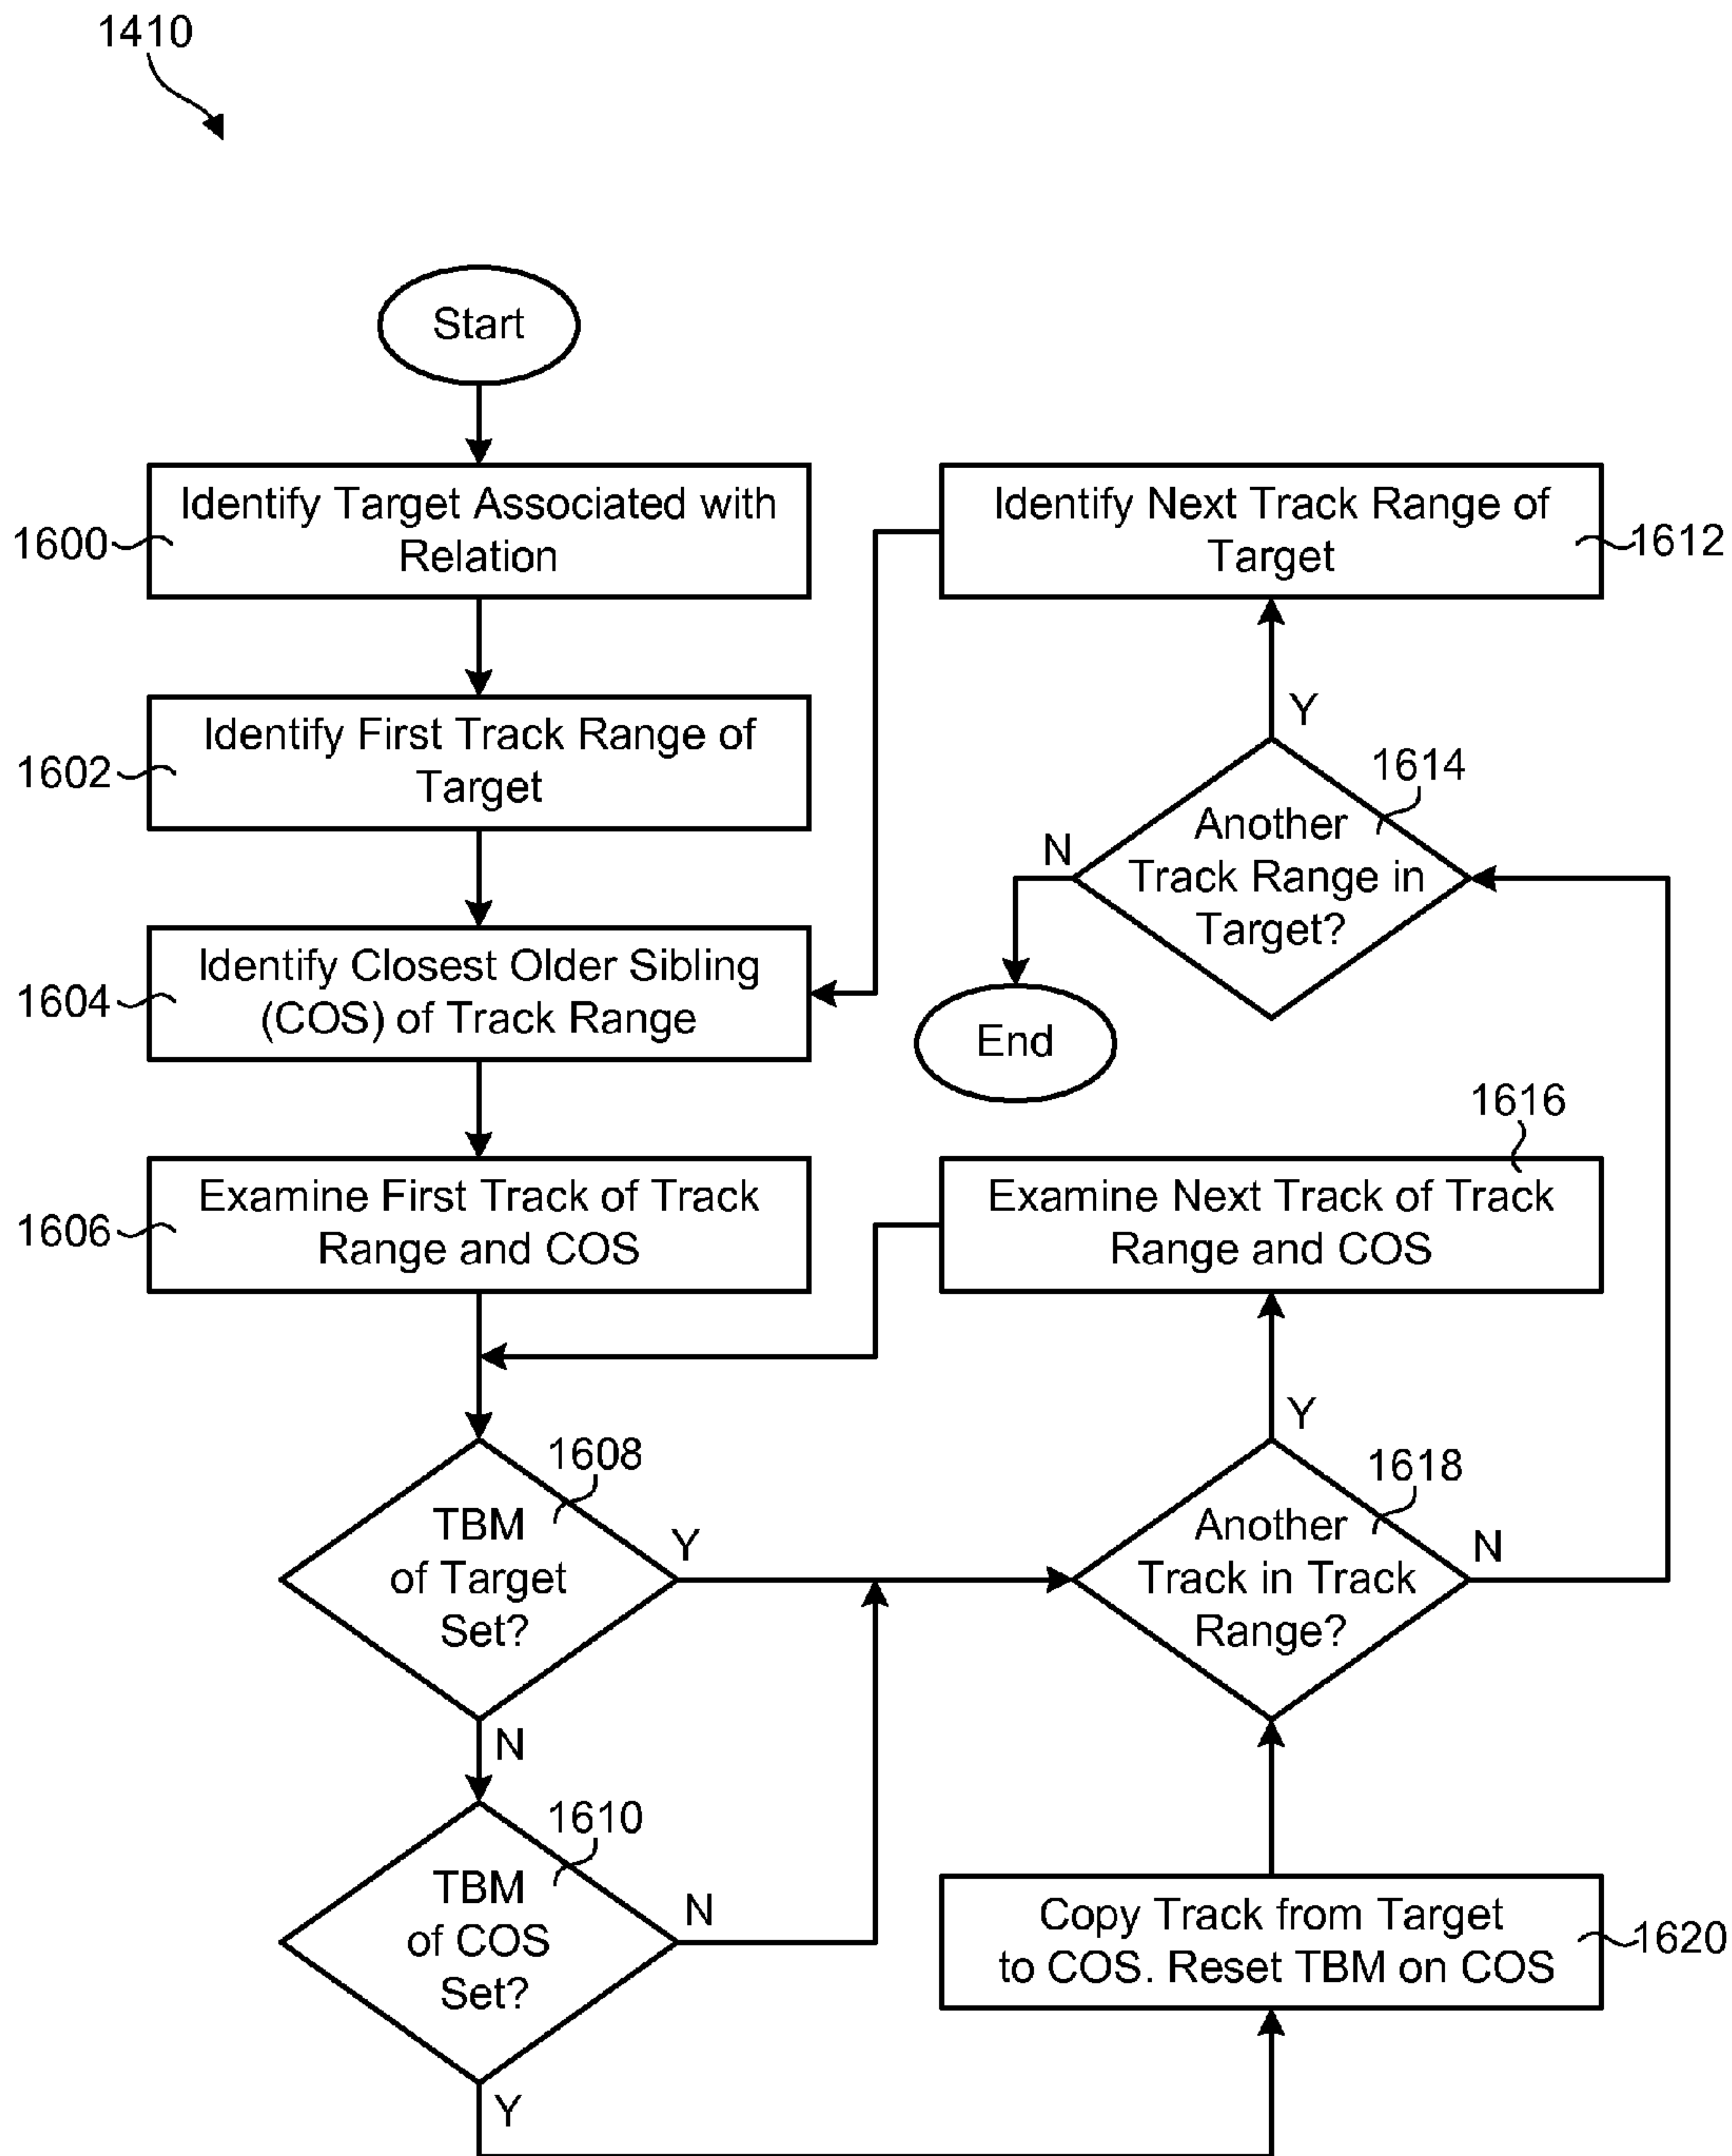 1410
Start
Identify Target Associated with
Relation
1600
Identify First Track Range of
Target
1602
Identify Closest Older Sibling
(COS) of Track Range
1604
Examine First Track of Track
Range and COS
1606
1608
TBM
of Target
Set?
Y
N
1610
TBM
of COS
Set?
N
Y
Identify Next Track Range of
Target
1612
Y
1614
Another
Track Range in
Target?
N
End
1616
Examine Next Track of Track
Range and COS
Y
1618
Another
Track in Track
Range?
N
Copy Track from Target
to COS. Reset TBM on COS
1620